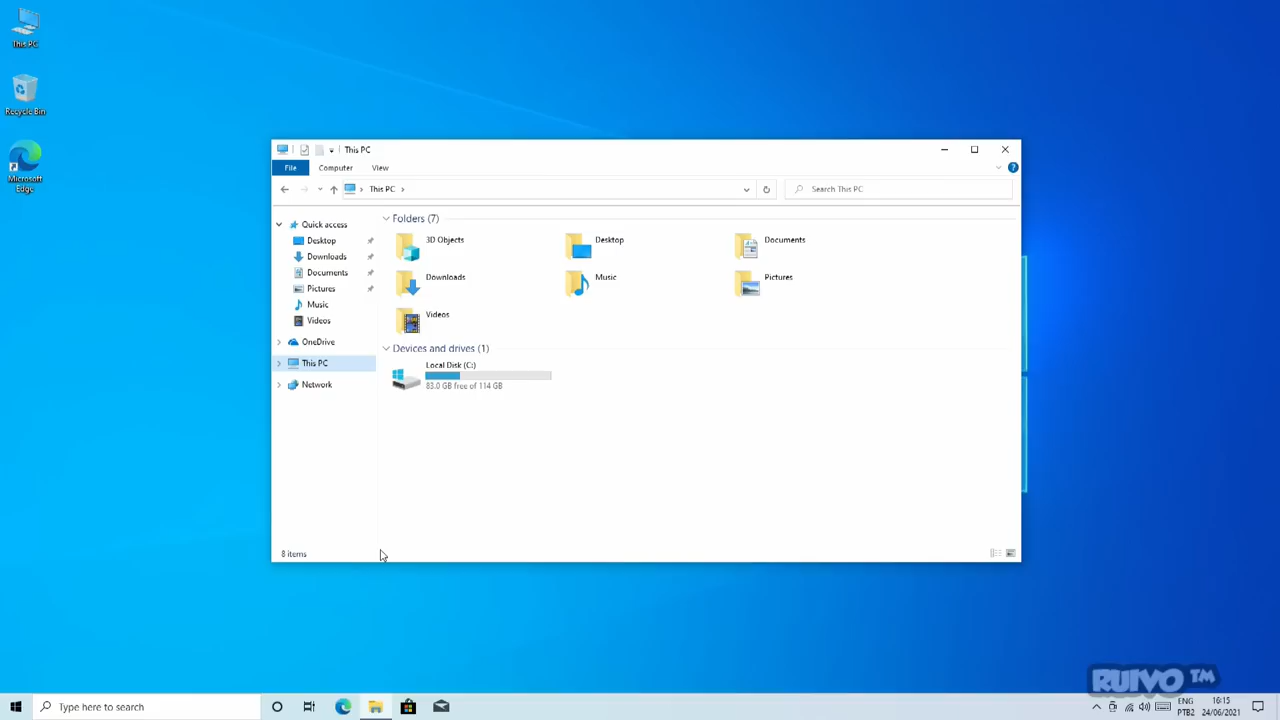 This PC
Recycle Bin
Microsoft
Edge
This PC
File
Computer
View
This PC
Search This PC
Quick access
Desktop
Downloads
Documents
Pictures
Music
Videos
OneDrive
This PC
Network
Folders (7)
3D Objects
Desktop
Documents
Downloads
Music
Pictures
Videos
Devices and drives (1)
Local Disk (C:)
83.0 GB free of 114 GB
8 items
RUIVO™
Type here to search
ENG
PTB2
16:15
24/06/2021